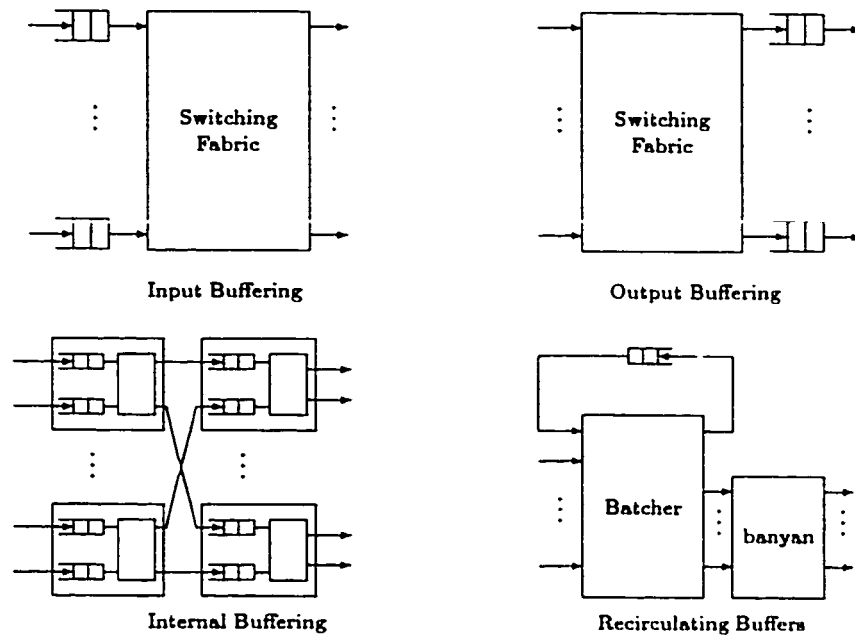 Switching
Fabric
Switching
Fabric
Input Buffering
Output Buffering
Batcher
banyan
Internal Buffering
Recirculating Buffers